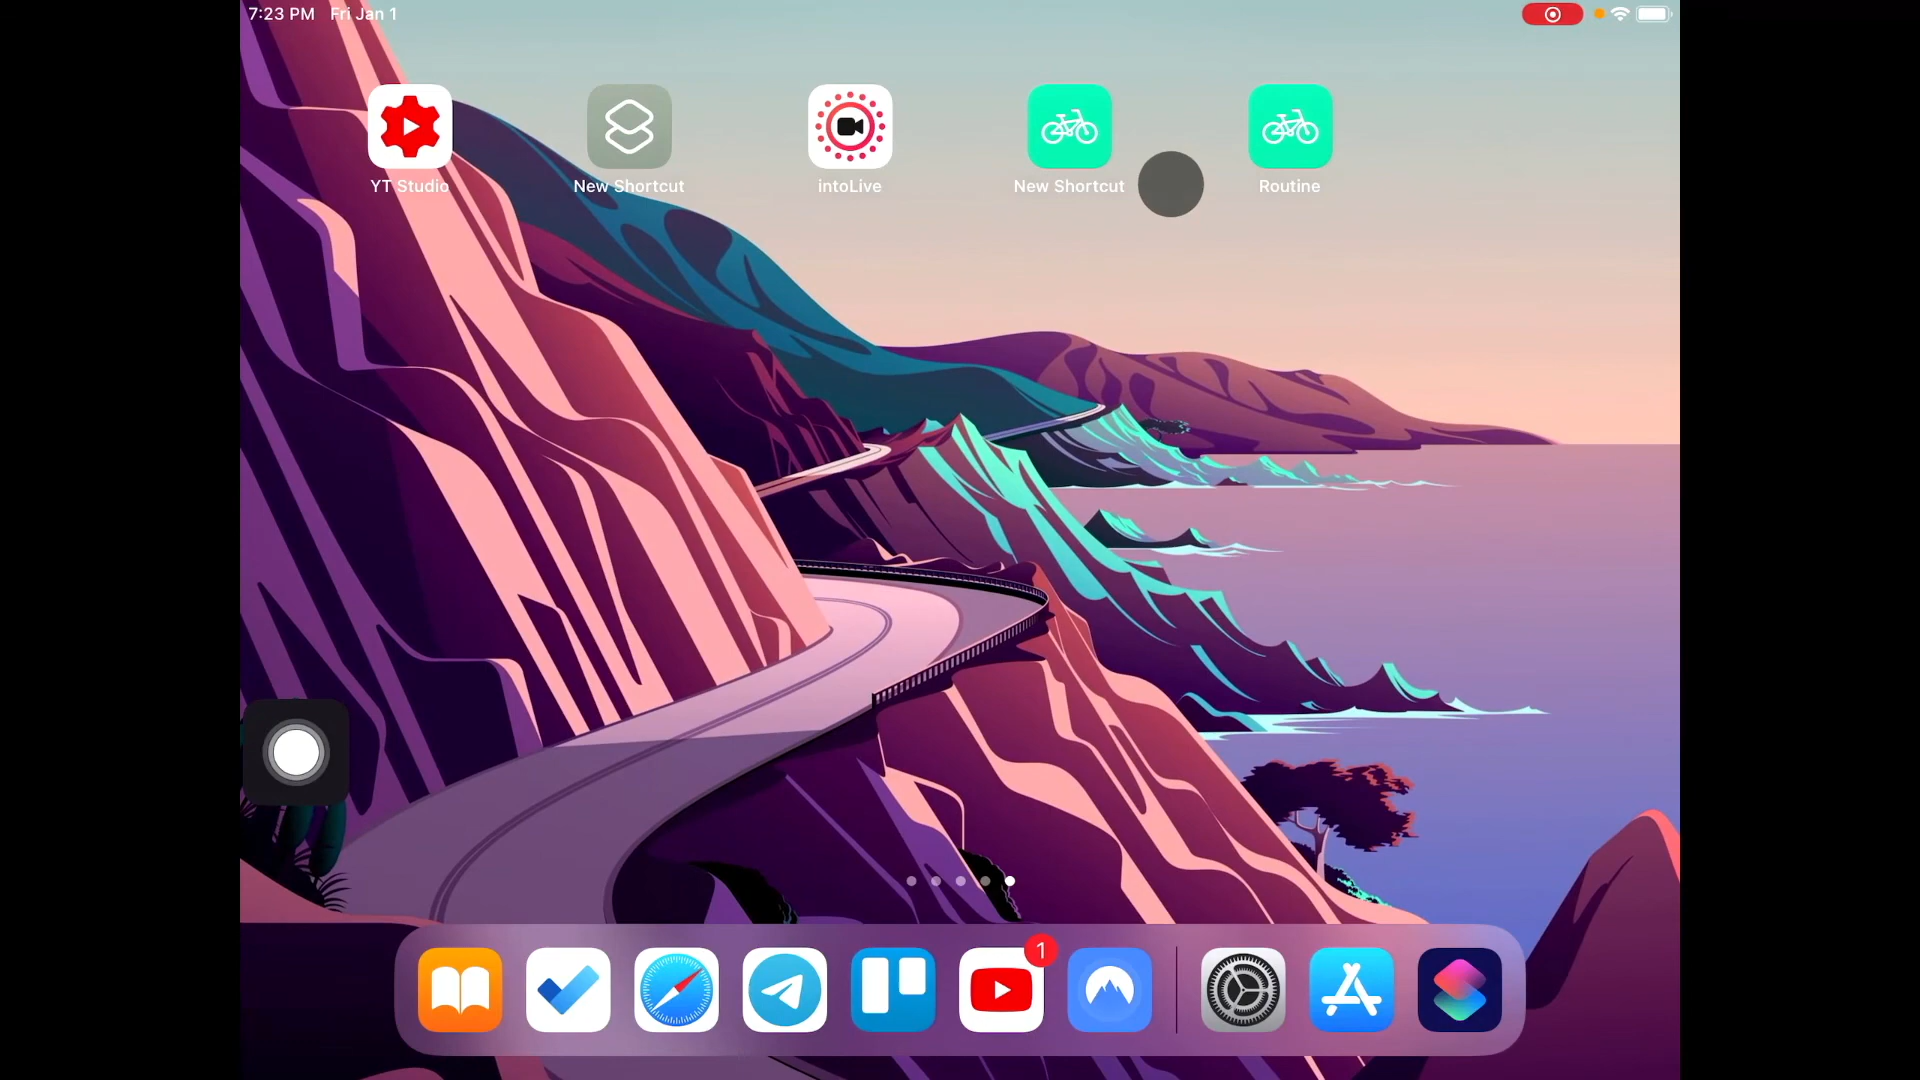 7:23 PM Fri Jan 1
YT Studio
New Shortcut
intoLive
New Shortcut
Routine
1